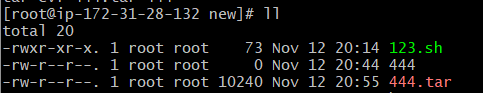 [root@ip-172-31-28-132 new]# ll
total 20
-rwxr-xr-x. 1 root root    73 Nov 12 20:14 123.sh
-rw-r--r--. 1 root root     0 Nov 12 20:44 444
-rw-r--r--. 1 root root 10240 Nov 12 20:55 444.tar